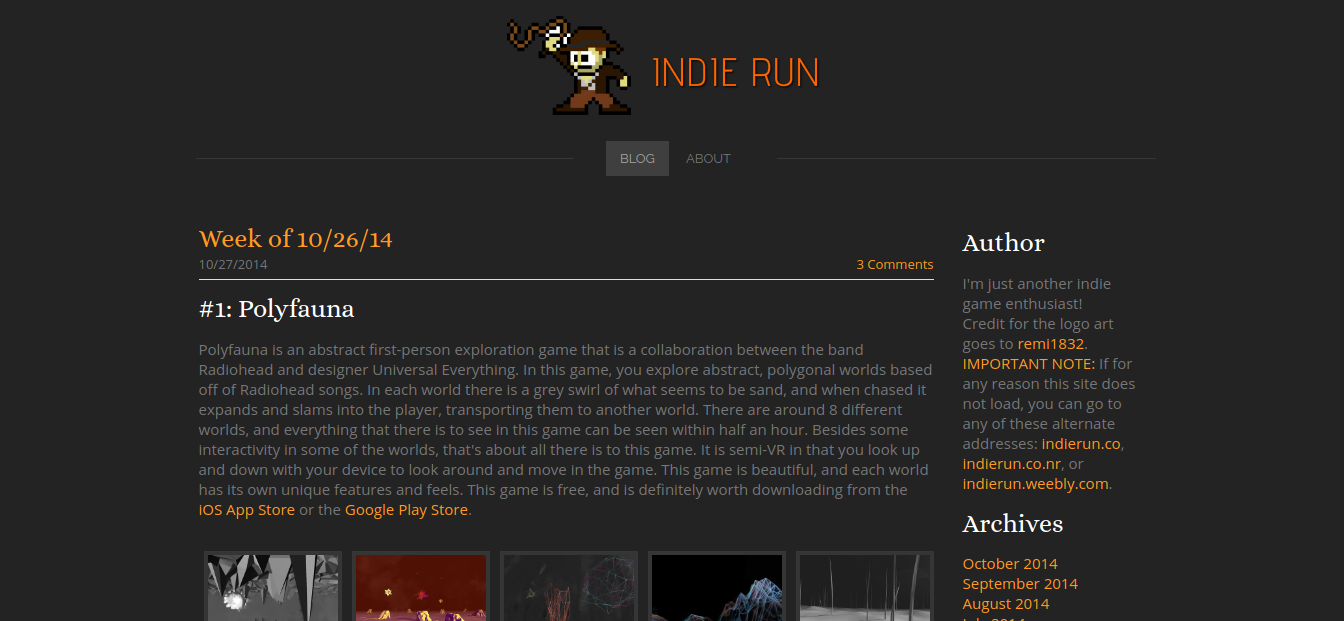 INDIE RUN
BLOG
ABOUT
Week of 10/26/14
10/27/2014
3 Comments
#1: Polyfauna
Polyfauna is an abstract first-person exploration game that is a collaboration between the band
Radiohead and designer Universal Everything. In this game, you explore abstract, polygonal worlds based
off of Radiohead songs. In each world there is a grey swirl of what seems to be sand, and when chased it
expands and slams into the player, transporting them to another world. There are around 8 different
worlds, and everything that there is to see in this game can be seen within half an hour. Besides some
interactivity in some of the worlds, that's about all there is to this game. It is semi-VR in that you look up
and down with your device to look around and move in the game. This game is beautiful, and each world
has its own unique features and feels. This game is free, and is definitely worth downloading from the
iOS App Store or the Google Play Store.
Author
I'm just another indie
game enthusiast!
Credit for the logo art
goes to remi1832.
IMPORTANT NOTE: If for
any reason this site does
not load, you can go to
any of these alternate
addresses: indierun.co,
indierun.co.nr, or
indierun.weebly.com.
Archives
October 2014
September 2014
August 2014
July 2014